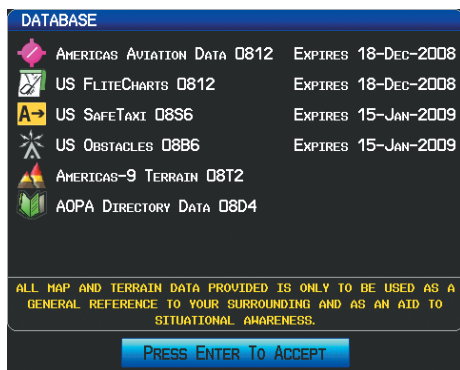 DATABASE
AMERICAS AVIATION DATA 0812 EXPIRES 18-DEC-2008
US FLITECHARTS 0812 EXPIRES 18-DEC-2008
A→ US SAFETAXI 08S6 EXPIRES 15-JAN-2009
US OBSTACLES 08B6 EXPIRES 15-JAN-2009
AMERICAS-9 TERRAIN 08T2
AOPA DIRECTORY DATA 08D4
ALL MAP AND TERRAIN DATA PROVIDED IS ONLY TO BE USED AS A
GENERAL REFERENCE TO YOUR SURROUNDING AND AS AN AID TO
SITUATIONAL AWARENESS.
PRESS ENTER TO ACCEPT